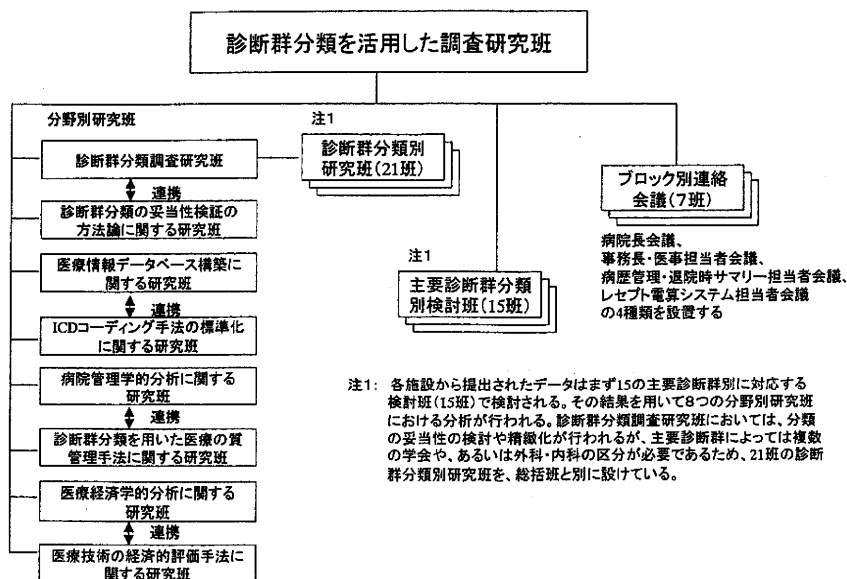 診断群分類を活用した調査研究班
分野別研究班
診断群分類調査研究班
連携
診断群分類の妥当性検証の
方法論に関する研究班
医療情報データベース構築に
関する研究班
連携
ICDコーディング手法の標準化
に関する研究班
病院管理学的分析に関する
研究班
連携
診断群分類を用いた医療の質
管理手法に関する研究班
医療経済学的分析に関する
研究班
連携
医療技術の経済的評価手法に
関する研究班
注1
診断群分類別
研究班(21班)
注1
主要診断群分類
別検討班(15班)
ブロック別連絡
会議(7班)
病院長会議、
事務長・医事担当者会議、
病歴管理・退院時サマリー担当者会議、
レセプト電算システム担当者会議
の4種類を設置する
注1: 各施設から提出されたデータはまず15の主要診断群別に対応する
検討班(15班)で検討される。その結果を用いて8つの分野別研究班
における分析が行われる。診断群分類調査研究班においては、分類
の妥当性の検討や精緻化が行われるが、主要診断群によっては複数
の学会や、あるいは外科・内科の区分が必要であるため、21班の診断
群分類別研究班を、総括班と別に設けている。